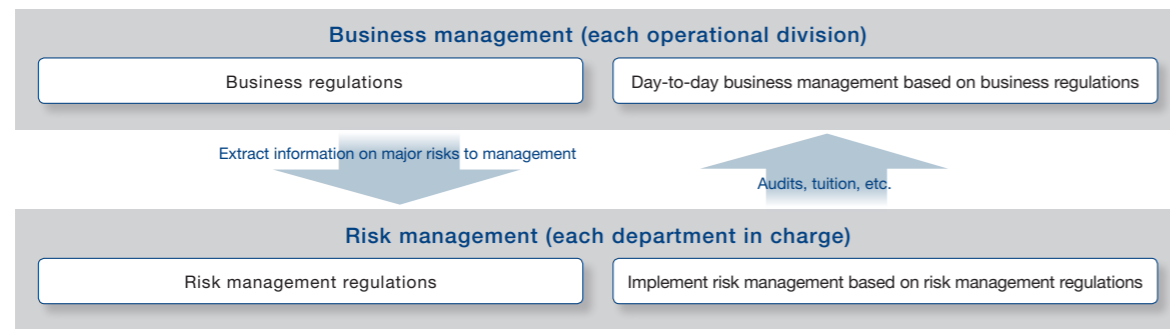 Business management (each operational division)
Business regulations
Day-to-day business management based on business regulations
Extract information on major risks to management
Audits, tuition, etc.
Risk management (each department in charge)
Risk management regulations
Implement risk management based on risk management regulations